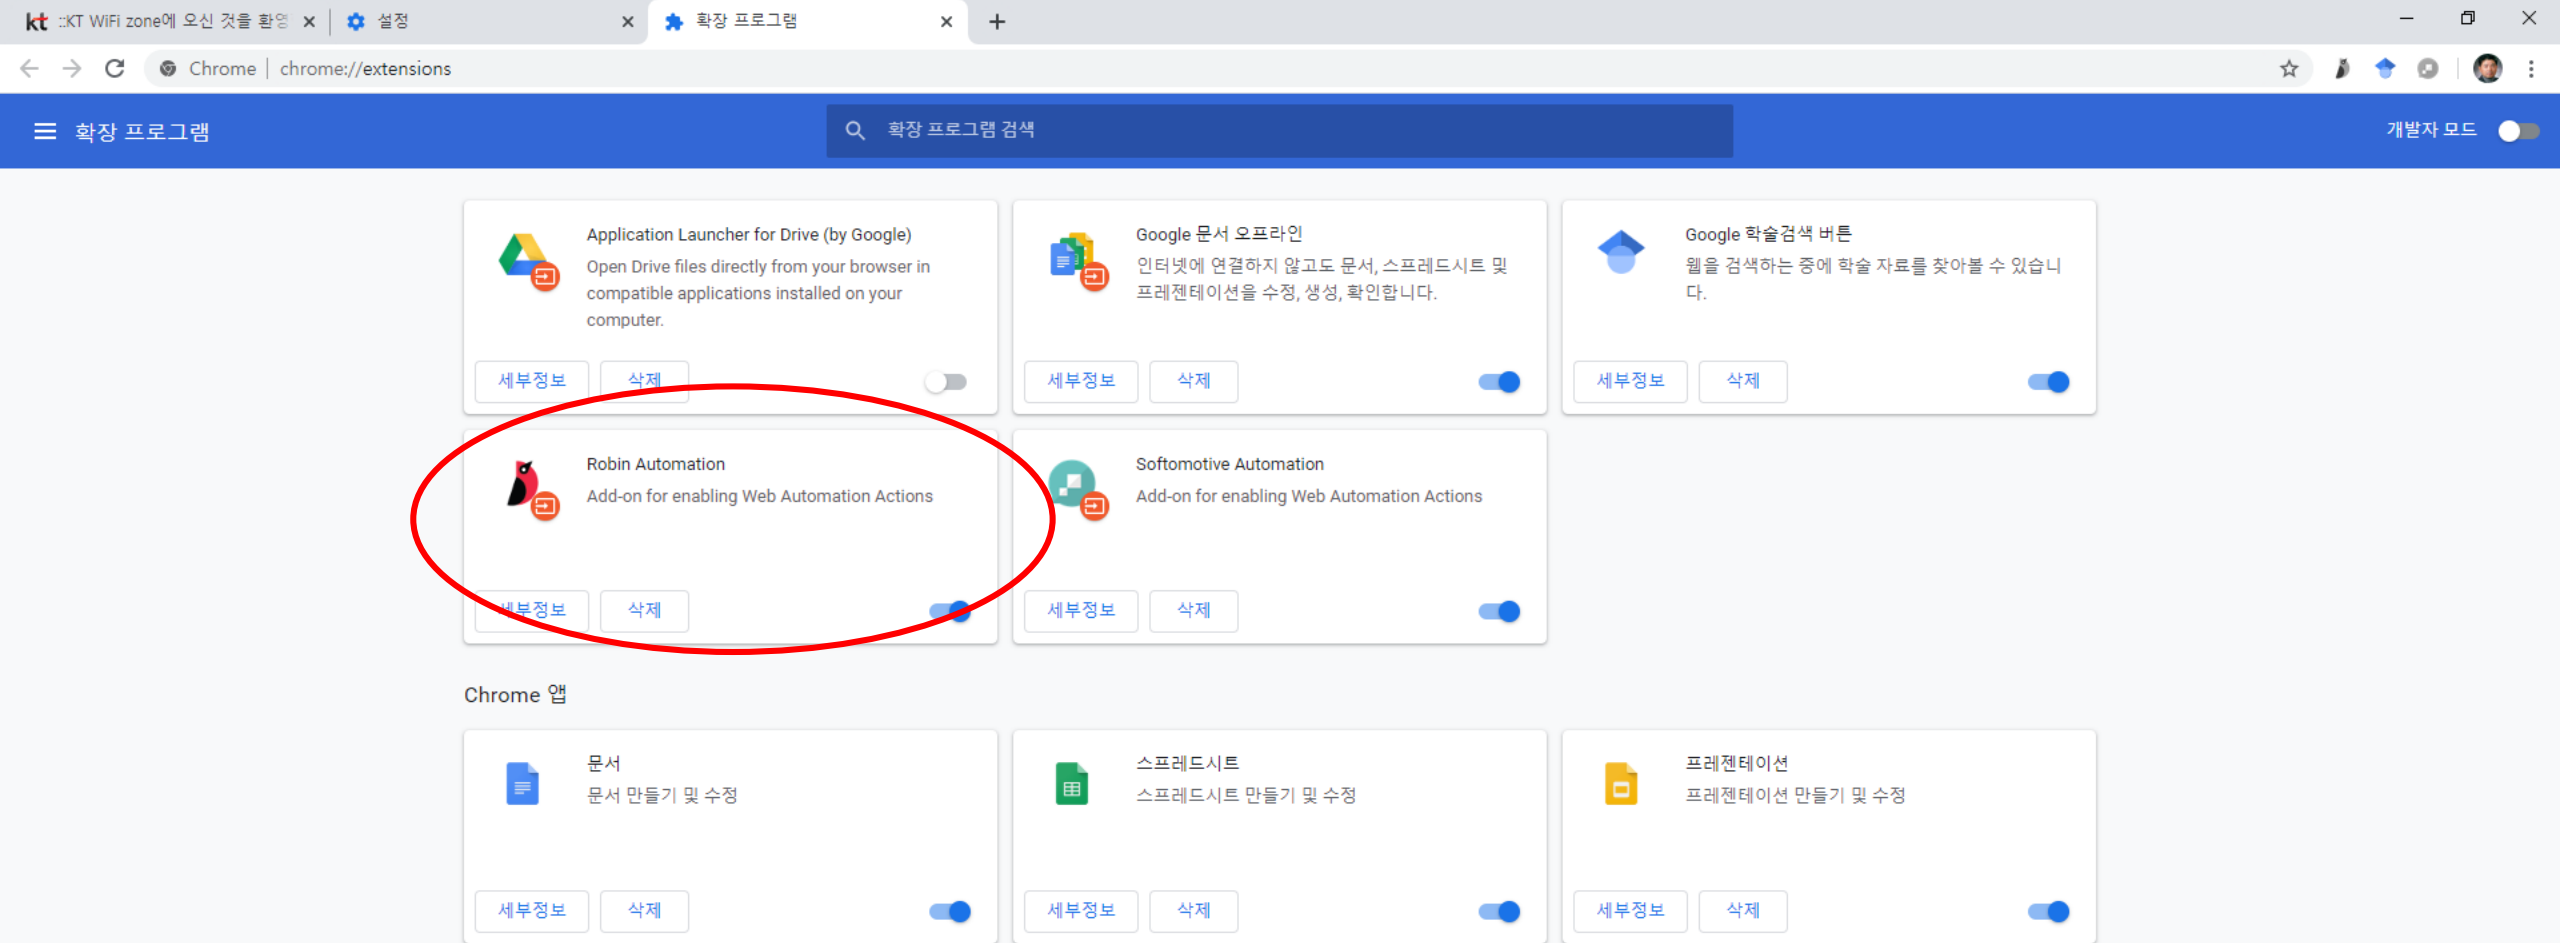 kt ::KT WiFi zone에 오신 것을 환영
설정
확장 프로그램
Chrome | chrome://extensions
확장 프로그램
확장 프로그램 검색
개발자 모드
Application Launcher for Drive (by Google)
Open Drive files directly from your browser in
compatible applications installed on your
computer.
세부정보
삭제
Google 문서 오프라인
인터넷에 연결하지 않고도 문서, 스프레드시트 및
프레젠테이션을 수정, 생성, 확인합니다.
세부정보
삭제
Google 학술검색 버튼
웹을 검색하는 중에 학술 자료를 찾아볼 수 있습니
다.
세부정보
삭제
Robin Automation
Add-on for enabling Web Automation Actions
세부정보
삭제
Softomotive Automation
Add-on for enabling Web Automation Actions
세부정보
삭제
Chrome 앱
문서
문서 만들기 및 수정
세부정보
삭제
스프레드시트
스프레드시트 만들기 및 수정
세부정보
삭제
프레젠테이션
프레젠테이션 만들기 및 수정
세부정보
삭제